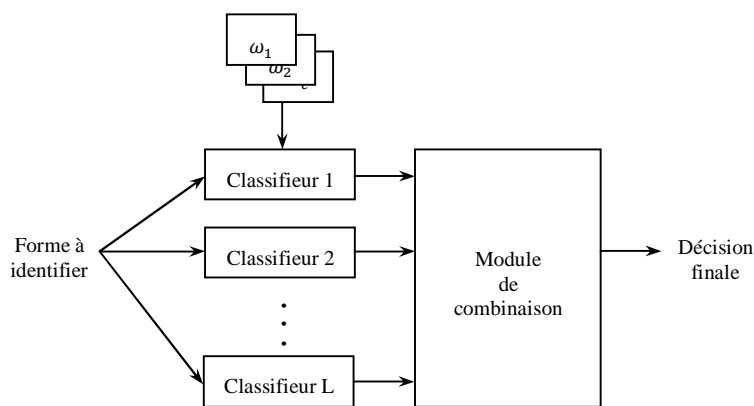 ω₁
ω₂
Classifieur 1
Forme à
identifier
Classifieur 2
Module
de
combinaison
Décision
finale
Classifieur L